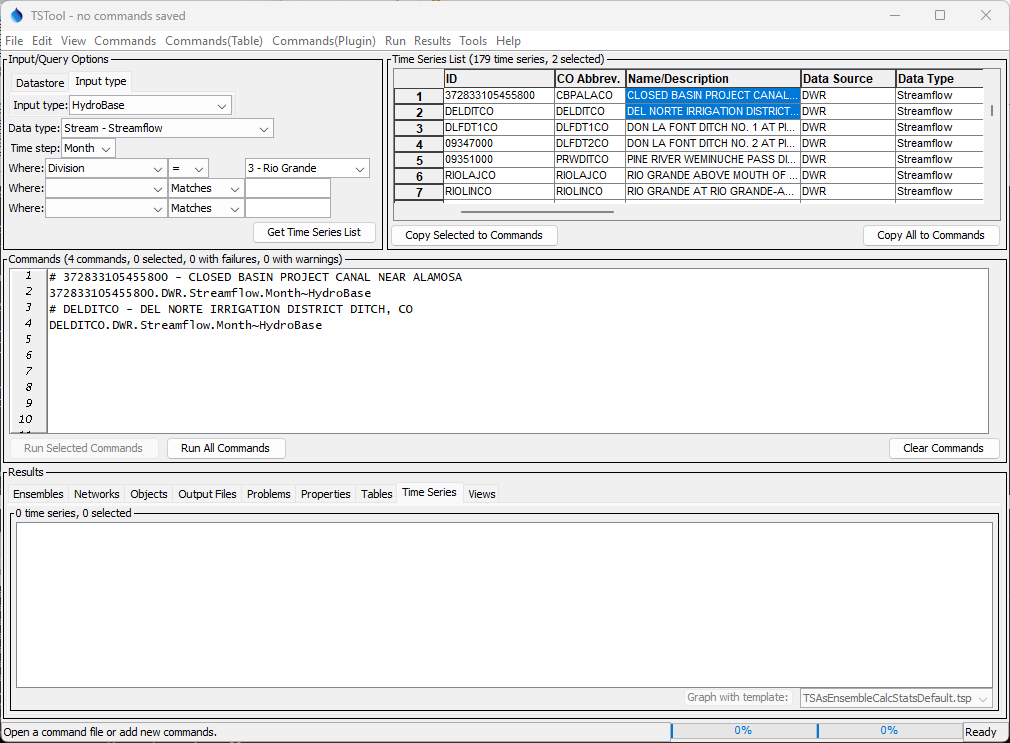 TSTool - no commands saved
File Edit View Commands Commands(Table) Commands(Plugin) Run Results Tools Help
Input/Query Options
Datastore Input type
Input type: HydroBase
Data type: Stream - Streamflow
Time step: Month
Where: Division = 3 - Rio Grande
Where: Matches
Where: Matches
Get Time Series List
Time Series List (179 time series, 2 selected)
ID CO Abbrev. Name/Description Data Source Data Type
1 372833105455800 CBPALACO CLOSED BASIN PROJECT CANAL... DWR Streamflow
2 DELDITCO DELDITCO DEL NORTE IRRIGATION DISTRICT... DWR Streamflow
3 DLFDT1CO DLFDT1CO DON LA FONT DITCH NO. 1 AT PI... DWR Streamflow
4 09347000 DLFDT2CO DON LA FONT DITCH NO. 2 AT PI... DWR Streamflow
5 09351000 PRWDITCO PINE RIVER WEMINUCHE PASS DI... DWR Streamflow
6 RIOLAJCO RIOLAJCO RIO GRANDE ABOVE MOUTH OF ... DWR Streamflow
7 RIOLINCO RIOLINCO RIO GRANDE AT RIO GRANDE-A... DWR Streamflow
Copy Selected to Commands Copy All to Commands
Commands (4 commands, 0 selected, 0 with failures, 0 with warnings)
1 # 372833105455800 - CLOSED BASIN PROJECT CANAL NEAR ALAMOSA
2 372833105455800.DWR.Streamflow.Month~HydroBase
3 # DELDITCO - DEL NORTE IRRIGATION DISTRICT DITCH, CO
4 DELDITCO.DWR.Streamflow.Month~HydroBase
5
6
7
8
9
10
Run Selected Commands Run All Commands Clear Commands
Results
Ensembles Networks Objects Output Files Problems Properties Tables Time Series Views
0 time series, 0 selected
Graph with template: TSAsEnsembleCalcStatsDefault.tsp
Open a command file or add new commands. 0% 0% Ready